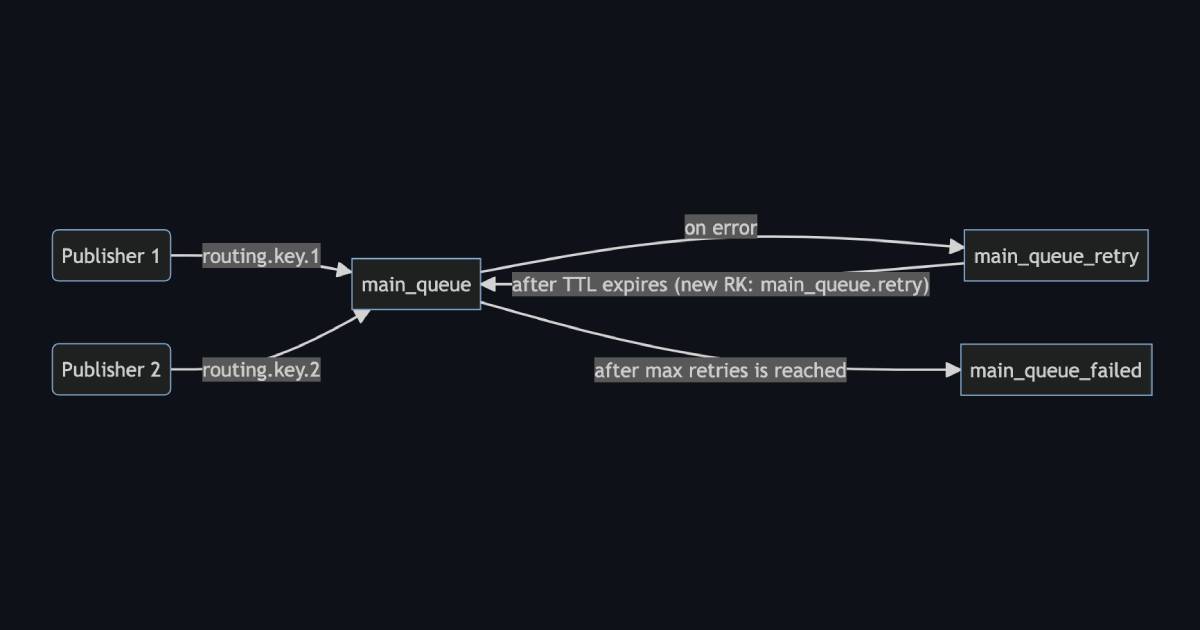 Publisher 1
routing.key.1
Publisher 2
routing.key.2
main_queue
on error
after TTL expires (new RK: main_queue.retry)
after max retries is reached
main_queue_retry
main_queue_failed